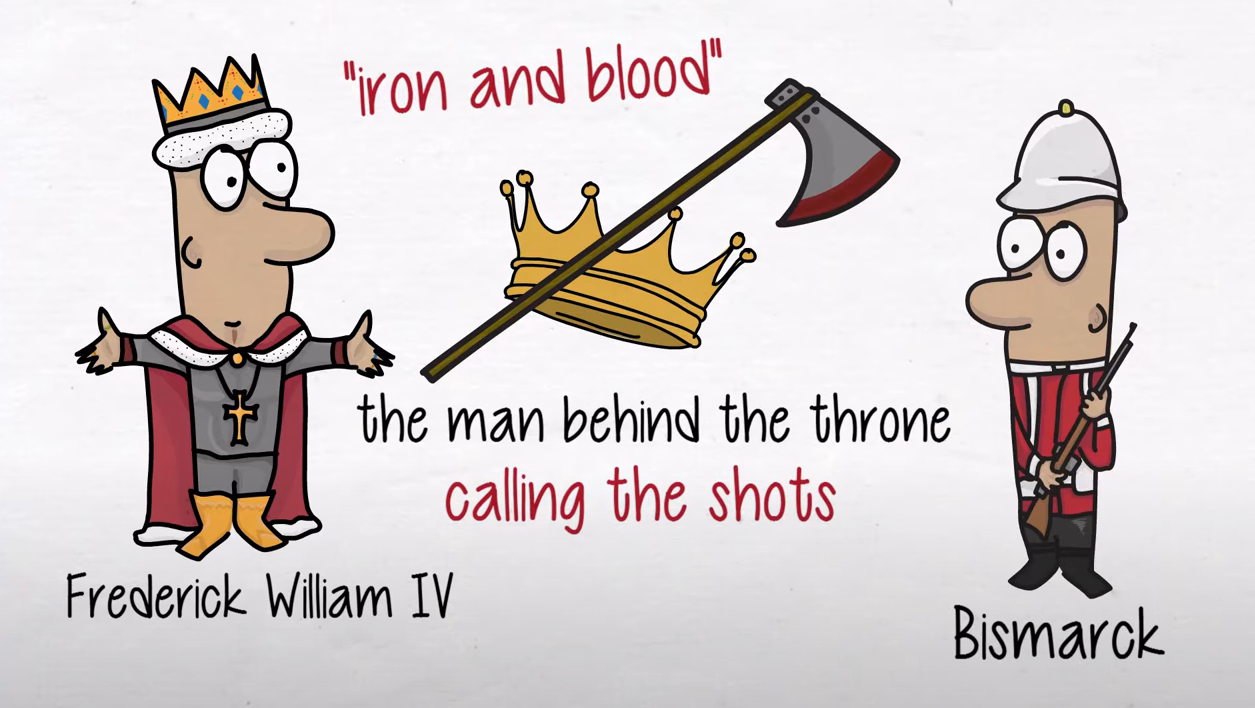 "iron and blood"
the man behind the throne
calling the shots
Frederick William IV
Bismarck